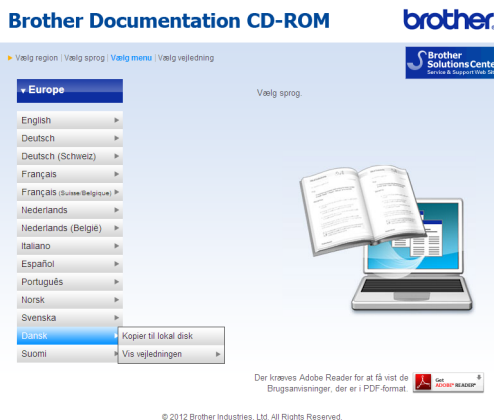 Brother Documentation CD-ROM
brother
Vælg region | Vælg sprog | Vælg menu | Vælg vejledning
Brother
Solutions Cente
Service & Support Web Sit
Europe
Vælg sprog.
English
Deutsch
Deutsch (Schweiz)
Français
Français (Suisse/Belgique)
Nederlands
Nederlands (België)
Italiano
Español
Português
Norsk
Svenska
Dansk
Kopier til lokal disk
Suomi
Vis vejledningen
Der kræves Adobe Reader for at få vist de
Brugsanvisninger, der er i PDF-format.
Get
ADOBE® READER®
© 2012 Brother Industries, Ltd. All Rights Reserved.